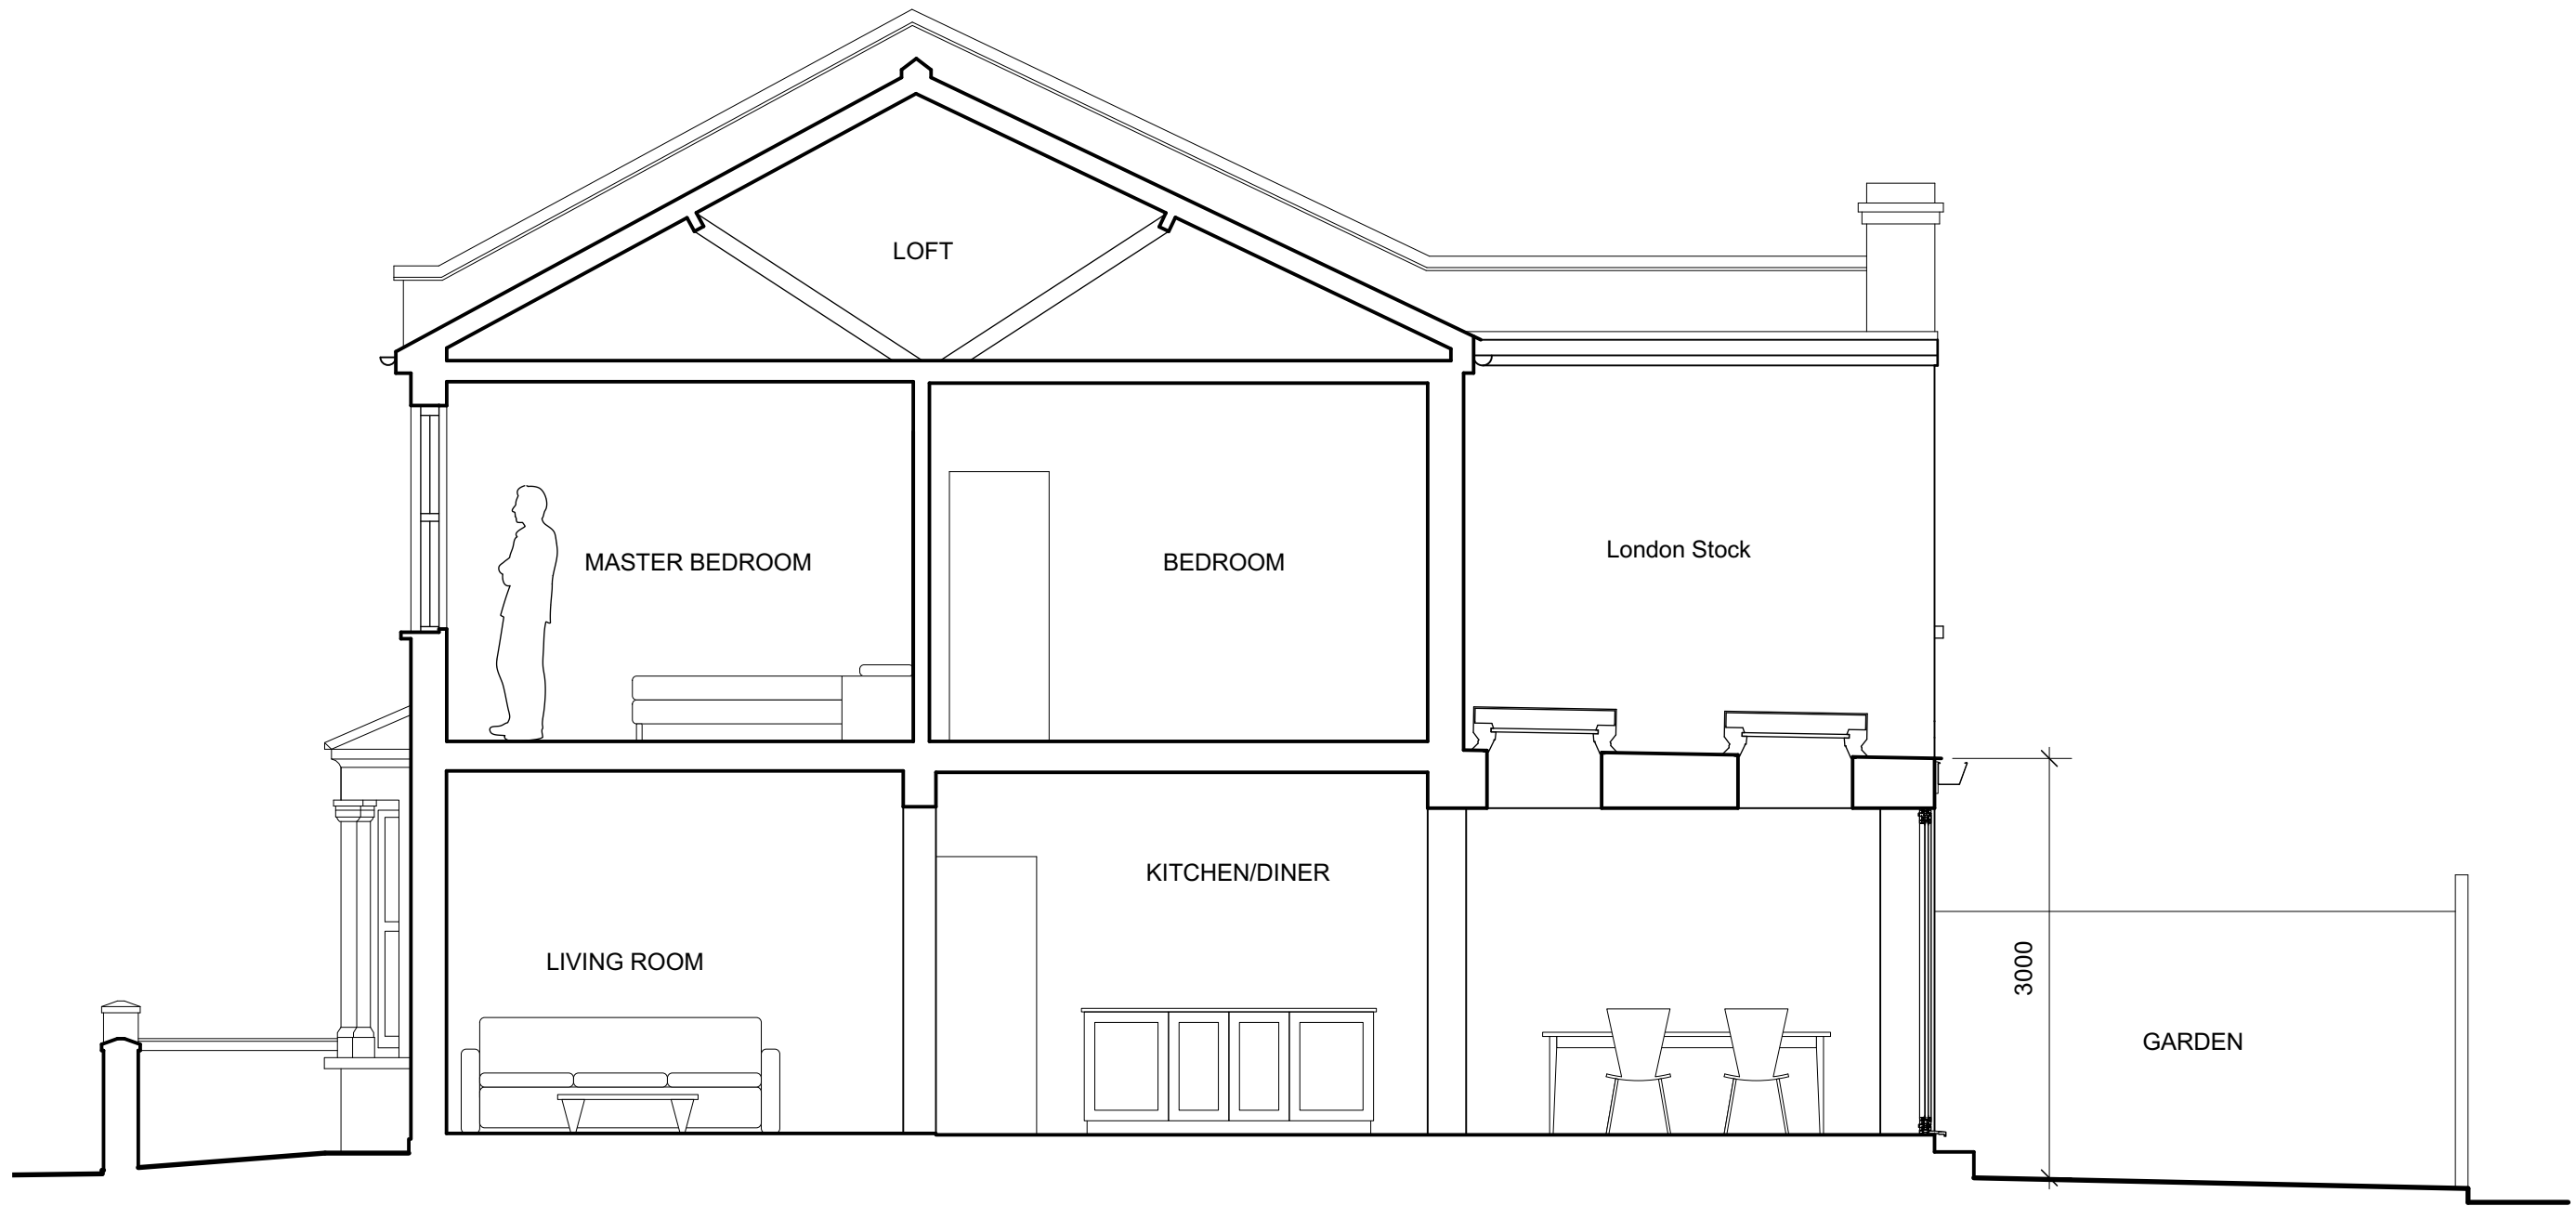 LOFT
London Stock
MASTER BEDROOM
BEDROOM
KITCHEN/DINER
LIVING ROOM
3000
GARDEN